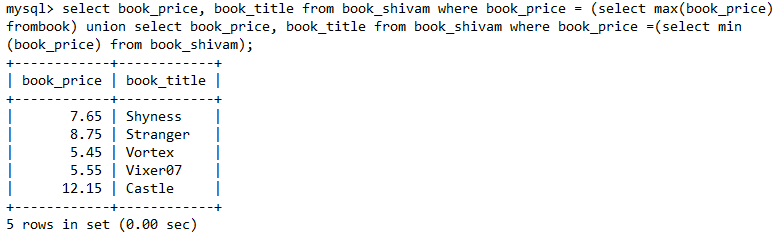 mysql> select book_price, book_title from book_shivam where book_price = (select max(book_price)
frombook) union select book_price, book_title from book_shivam where book_price =(select min
(book_price) from book_shivam);
+------------+------------+
| book_price | book_title |
+------------+------------+
|       7.65 | Shyness    |
|       8.75 | Stranger   |
|       5.45 | Vortex     |
|       5.55 | Vixer07    |
|      12.15 | Castle     |
+------------+------------+
5 rows in set (0.00 sec)